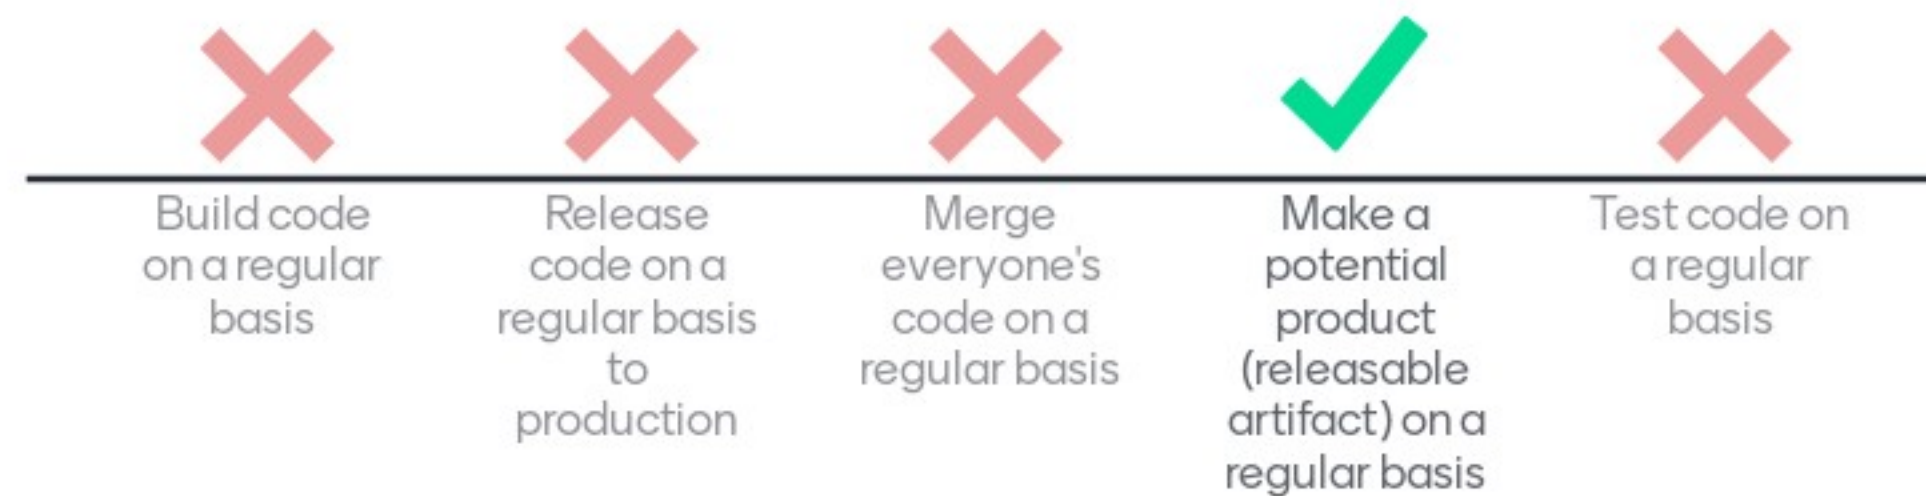 Build code
on a regular
basis
Release
code on a
regular basis
to
production
Merge
everyone's
code on a
regular basis
Make a
potential
product
(releasable
artifact) on a
regular basis
Test code on
a regular
basis